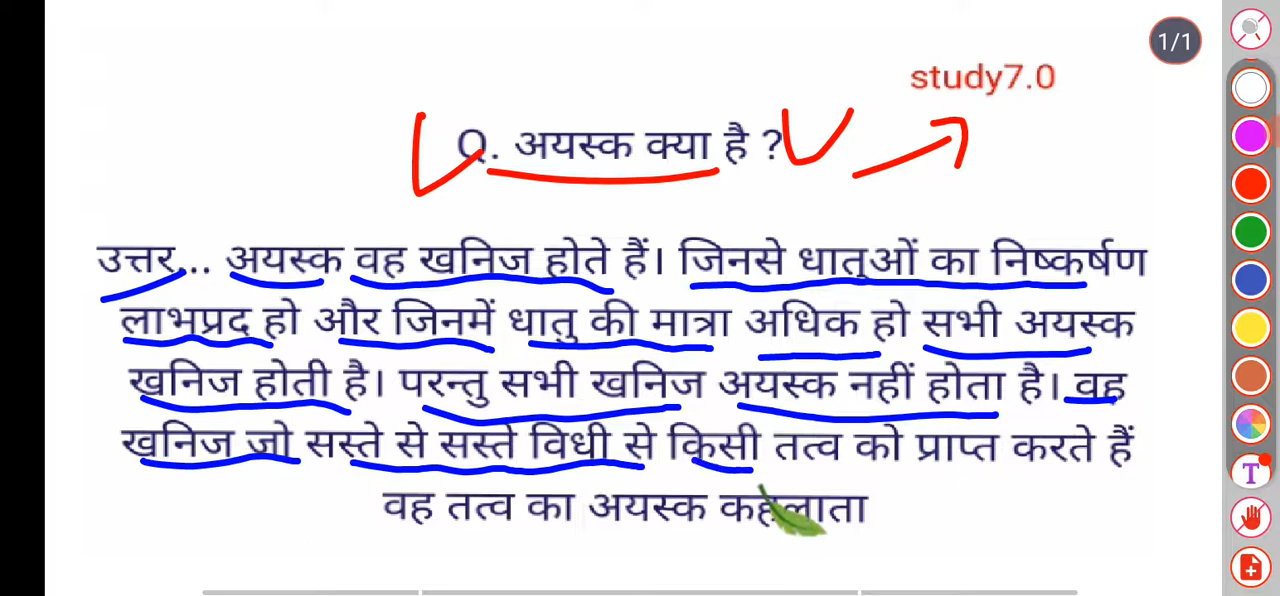 1/1
study7.0
Q. अयस्क क्या है ?
उत्तर... अयस्क वह खनिज होते हैं। जिनसे धातुओं का निष्कर्षण
लाभप्रद हो और जिनमें धातु की मात्रा अधिक हो सभी अयस्क
खनिज होती है। परन्तु सभी खनिज अयस्क नहीं होता है। वह
खनिज जो सस्ते से सस्ते विधी से किसी तत्व को प्राप्त करते हैं
वह तत्व का अयस्क कहलाता
T